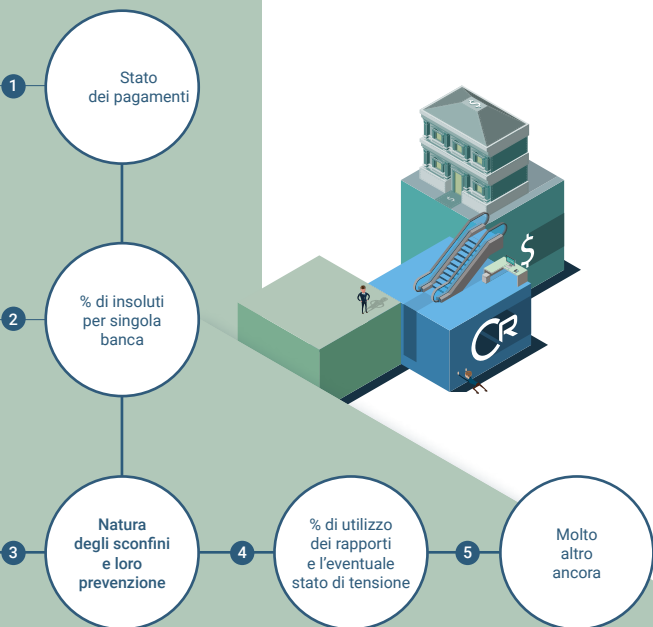 1
Stato
dei pagamenti
2
% di insoluti
per singola
banca
$
CR
3
Natura
degli sconfini
e loro
prevenzione
4
% di utilizzo
dei rapporti
e l'eventuale
stato di tensione
5
Molto
altro
ancora